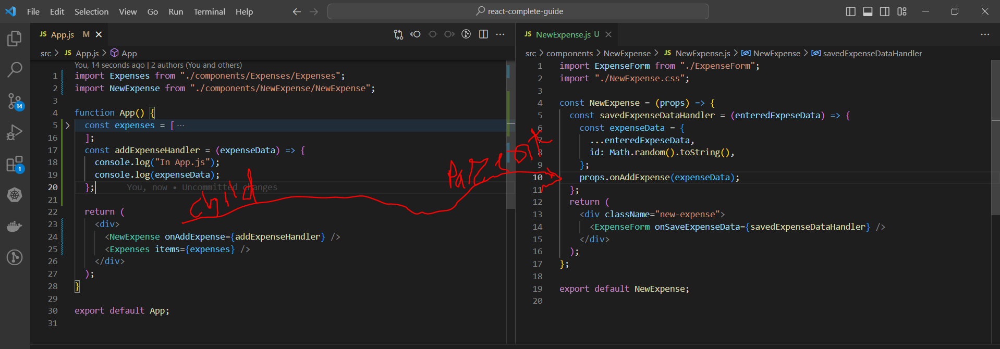 File Edit Selection View Go Run Terminal Help react-complete-guide
JS App.js M
src > JS App.js > App
You, 14 seconds ago | 2 authors (You and others)
1 import Expenses from "./components/Expenses/Expenses";
2 import NewExpense from "./components/NewExpense/NewExpense";
3
4 function App() {
5 const expenses = [ ...
16 ];
17 const addExpenseHandler = (expenseData) => {
18 console.log("In App.js");
19 console.log(expenseData);
20 }; You, now • Uncommitted changes
21
22 return (
23 <div>
24 <NewExpense onAddExpense={addExpenseHandler} />
25 <Expenses items={expenses} />
26 </div>
27 );
28 }
29
30 export default App;
31
14
1
child
JS NewExpense.js U
src > components > NewExpense > JS NewExpense.js > NewExpense > savedExpenseDataHandler
1 import ExpenseForm from "./ExpenseForm";
2 import "./NewExpense.css";
3
4 const NewExpense = (props) => {
5 const savedExpenseDataHandler = (enteredExpeseData) => {
6 const expenseData = {
7 ...enteredExpeseData,
8 id: Math.random().toString(),
9 };
10 props.onAddExpense(expenseData);
11 };
12 return (
13 <div className="new-expense">
14 <ExpenseForm onSaveExpenseData={savedExpenseDataHandler} />
15 </div>
16 );
17 };
18
19 export default NewExpense;
20